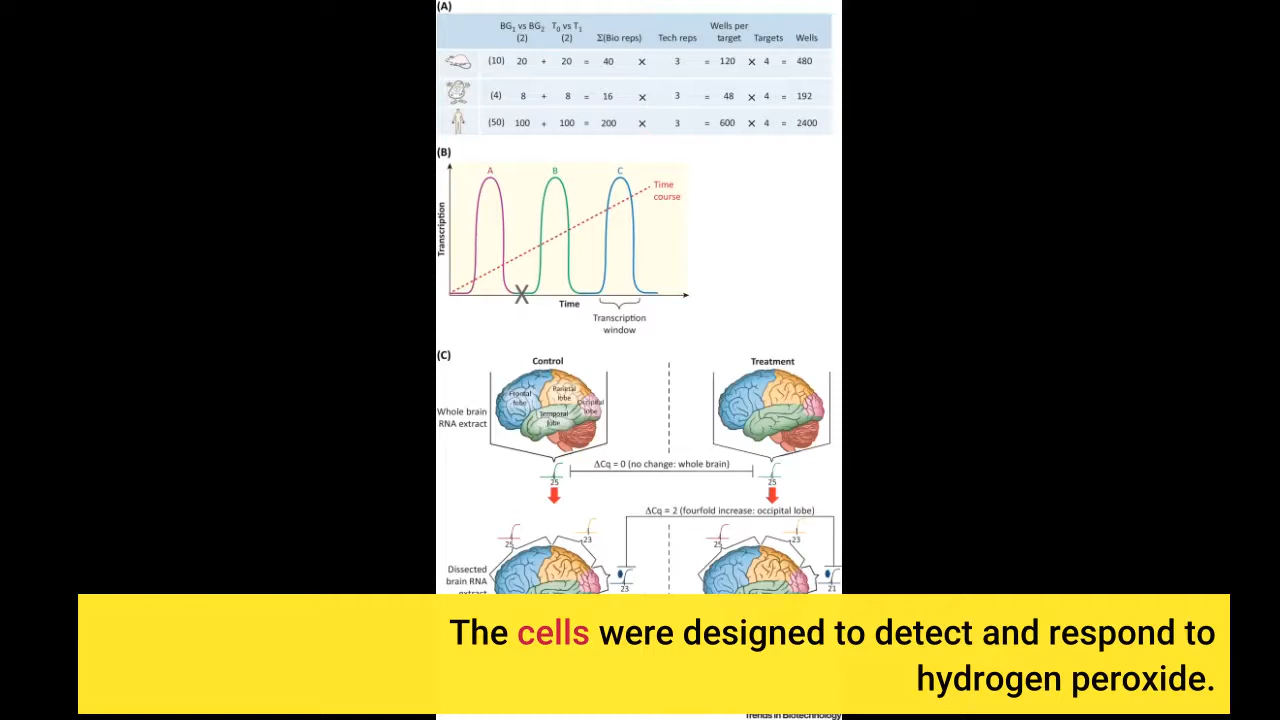 (A)
BG1 vs BG2 T0 vs T1 Wells per
(2) (2) Σ(Bio reps) Tech reps target Targets Wells
(10) 20 + 20 = 40 × 3 = 120 × 4 = 480
(4) 8 + 8 = 16 × 3 = 48 × 4 = 192
(50) 100 + 100 = 200 × 3 = 600 × 4 = 2400
(B)
A B C
Time
course
Transcription
X
Time
Transcription
window
(C)
Control Treatment
Frontal
lobe
Parietal
lobe
Occipital
lobe
Temporal
lobe
Whole brain
RNA extract
ΔCq = 0 (no change: whole brain)
25 25
ΔCq = 2 (fourfold increase: occipital lobe)
25 23 25 23
Dissected
brain RNA
extract
23 21
The cells were designed to detect and respond to
hydrogen peroxide.
Trends in Biotechnology